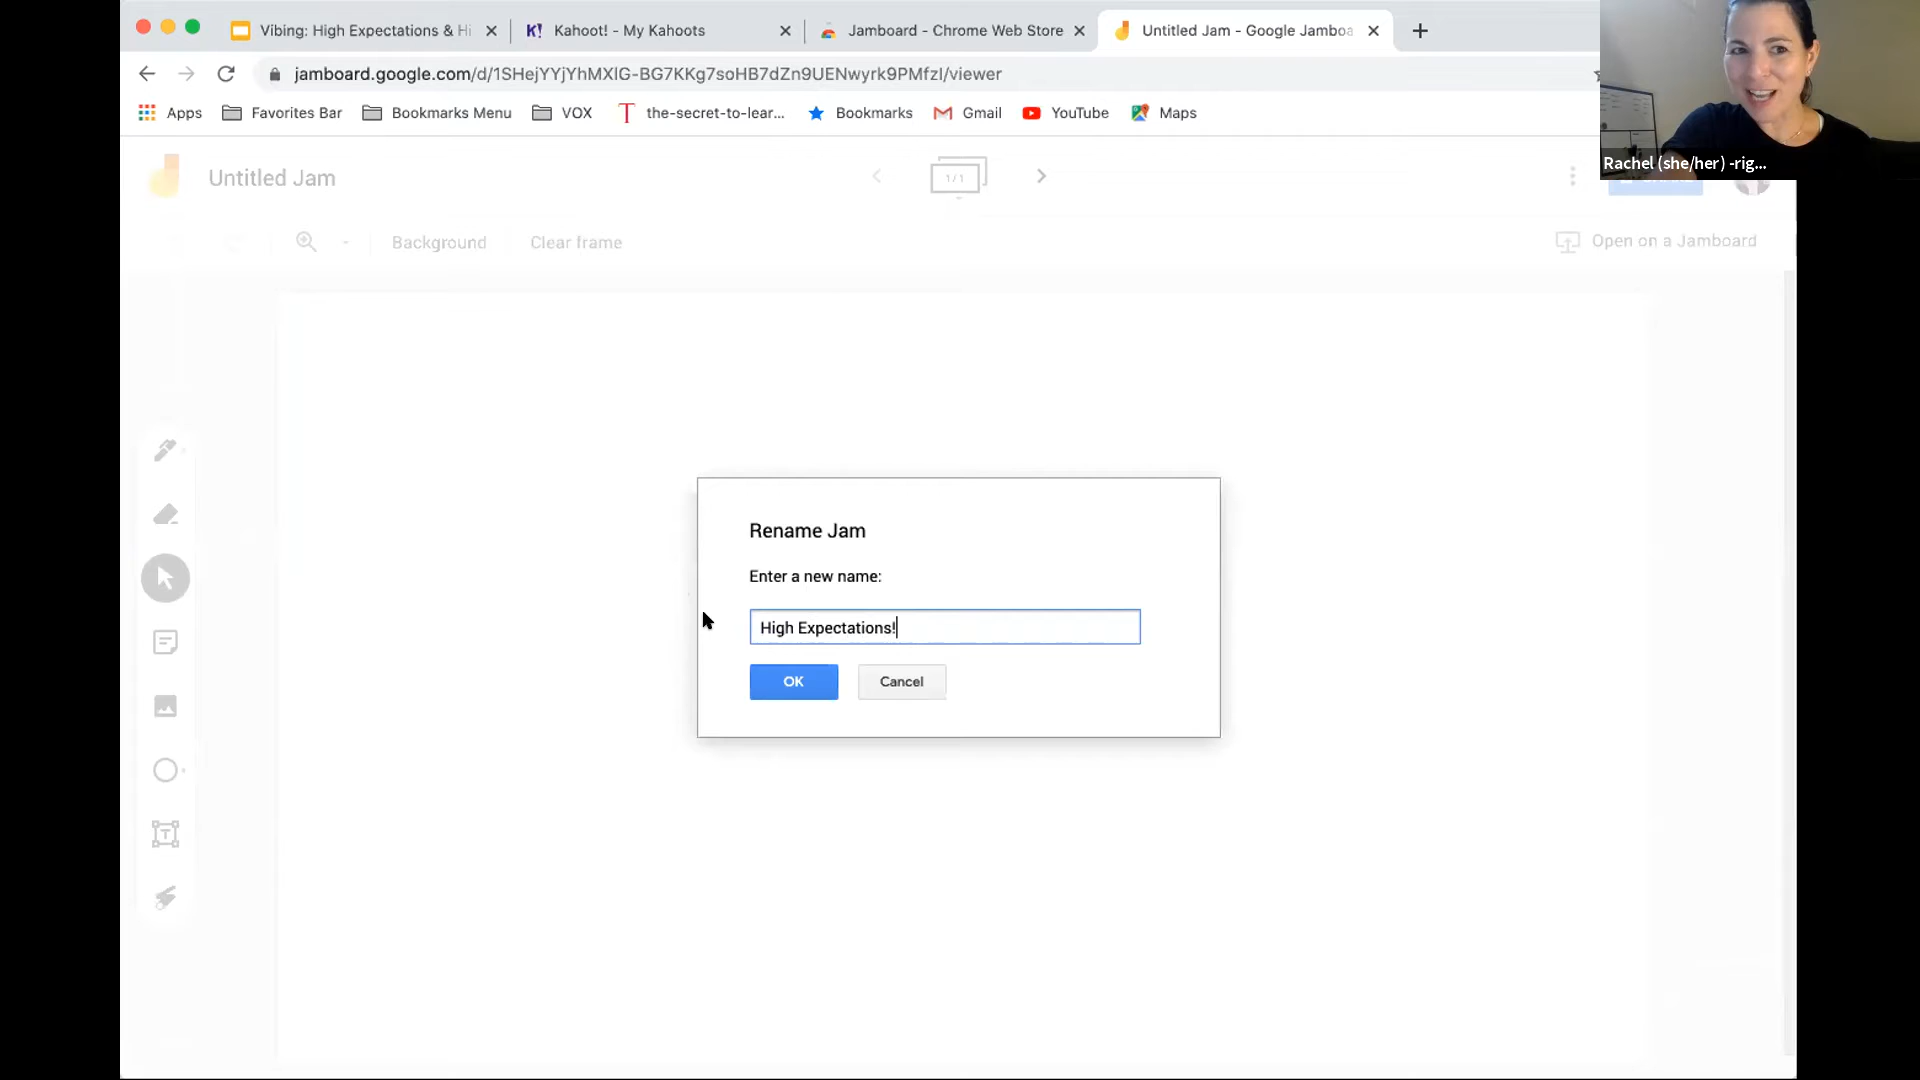 Vibing: High Expectations & Hi
K! Kahoot! - My Kahoots
Jamboard - Chrome Web Store
Untitled Jam - Google Jamboa
jamboard.google.com/d/1SHejYYjYhMXlG-BG7KKg7soHB7dZn9UENwyrk9PMfzI/viewer
Apps
Favorites Bar
Bookmarks Menu
VOX
the-secret-to-lear...
Bookmarks
Gmail
YouTube
Maps
Rachel (she/her) -rig...
Untitled Jam
1 / 1
Background
Clear frame
Open on a Jamboard
Rename Jam
Enter a new name:
High Expectations!
OK
Cancel